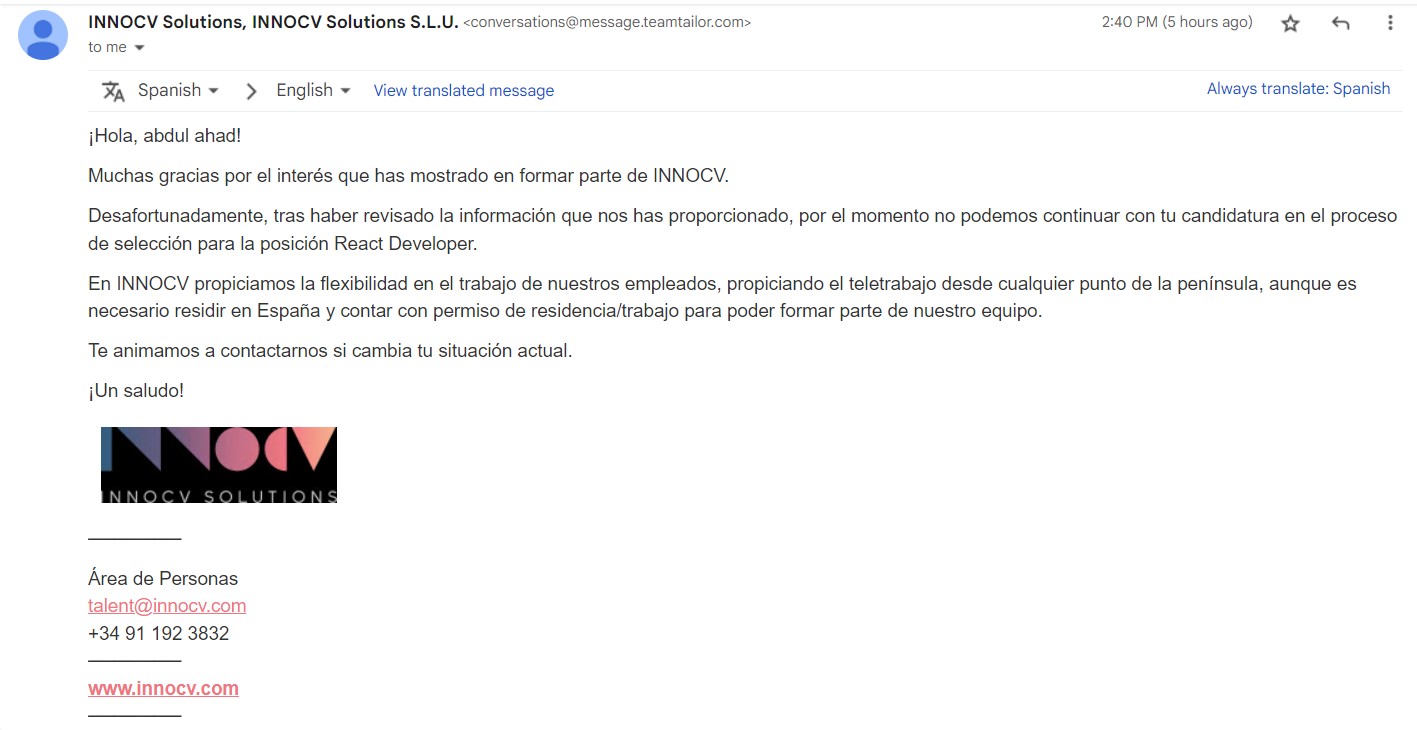 INNOCV Solutions, INNOCV Solutions S.L.U. <conversations@message.teamtailor.com> 2:40 PM (5 hours ago)
to me
Spanish English View translated message Always translate: Spanish
¡Hola, abdul ahad!
Muchas gracias por el interés que has mostrado en formar parte de INNOCV.
Desafortunadamente, tras haber revisado la información que nos has proporcionado, por el momento no podemos continuar con tu candidatura en el proceso
de selección para la posición React Developer.
En INNOCV propiciamos la flexibilidad en el trabajo de nuestros empleados, propiciando el teletrabajo desde cualquier punto de la península, aunque es
necesario residir en España y contar con permiso de residencia/trabajo para poder formar parte de nuestro equipo.
Te animamos a contactarnos si cambia tu situación actual.
¡Un saludo!
INNOCV
INNOCV SOLUTIONS
Área de Personas
talent@innocv.com
+34 91 192 3832
www.innocv.com